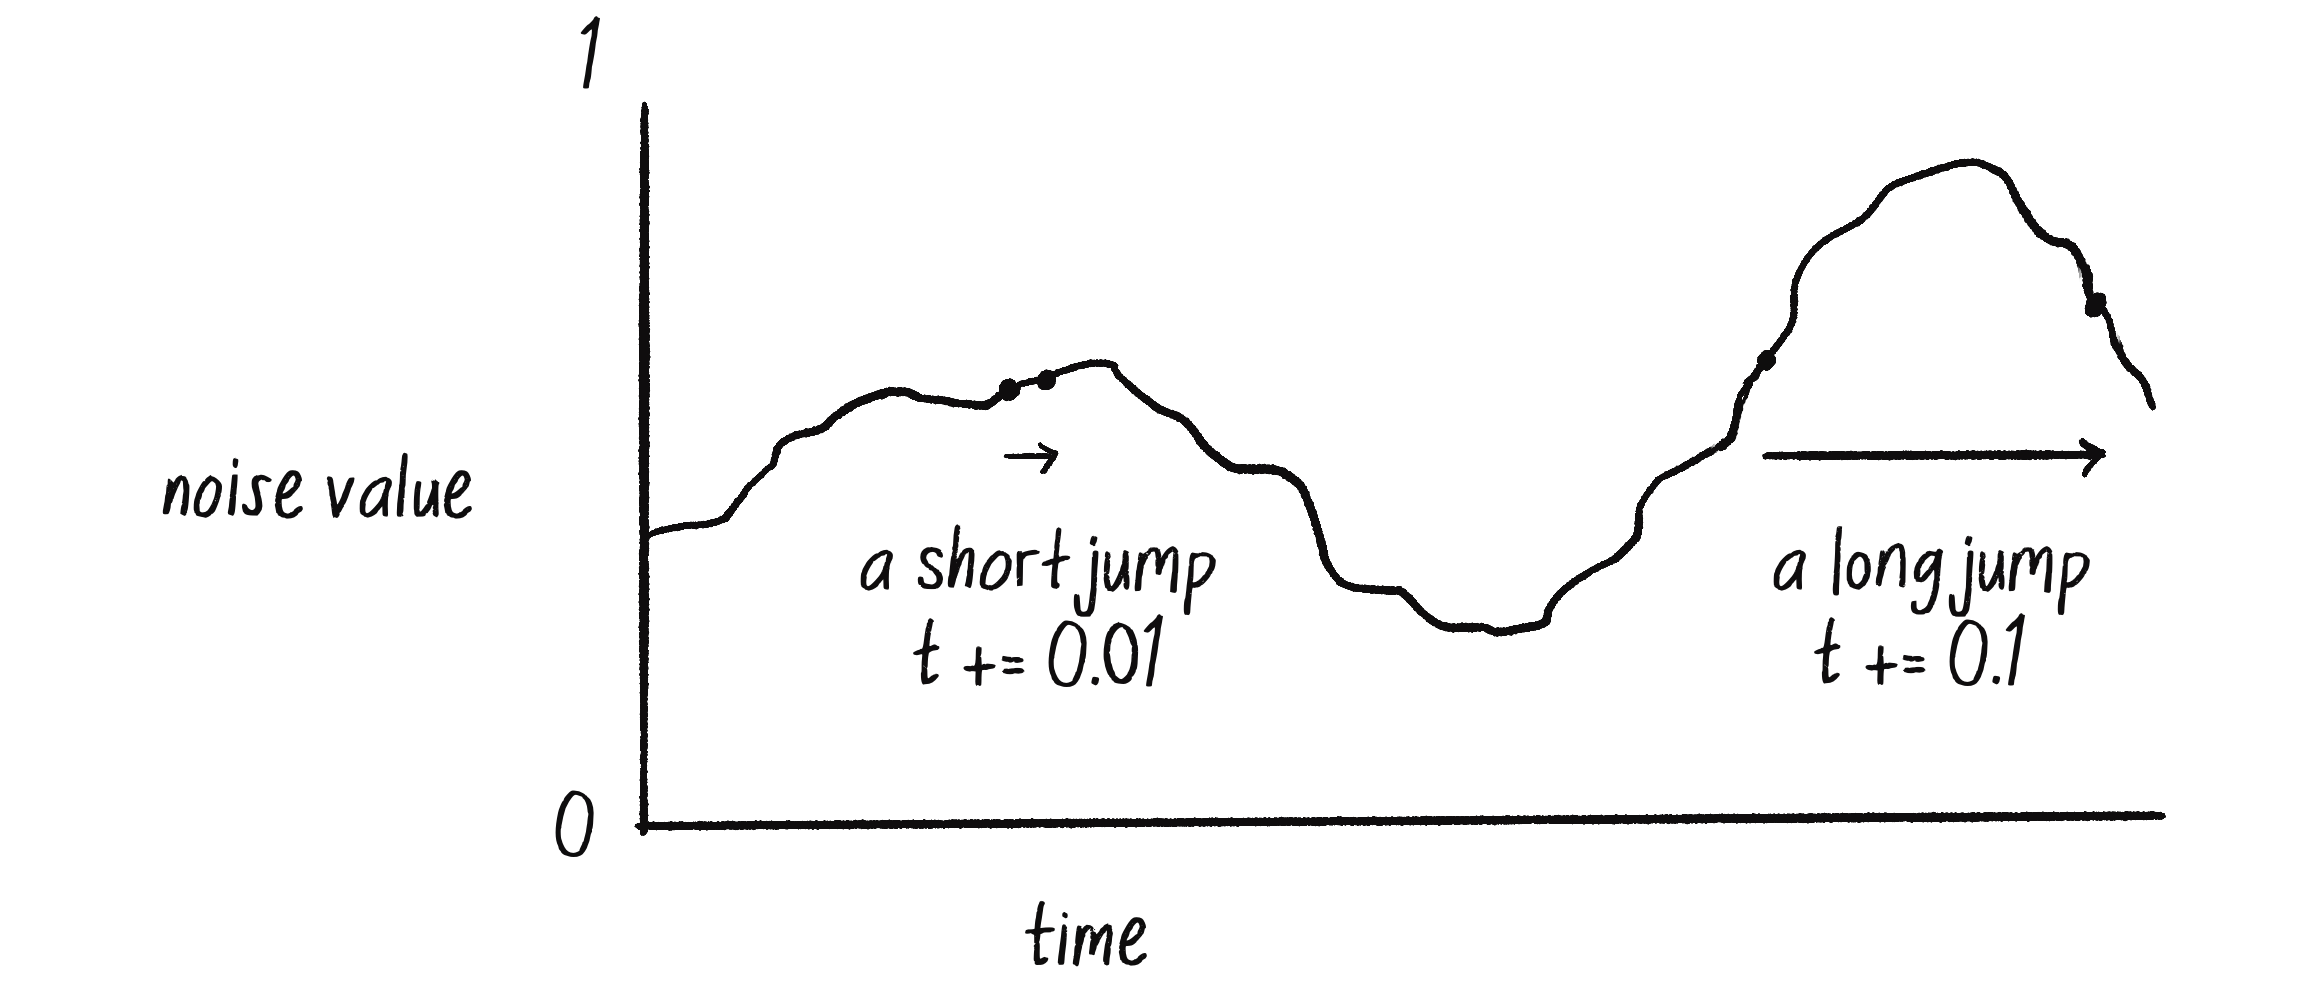 1
noise value
a short jump
t += 0.01
a long jump
t += 0.1
0
time